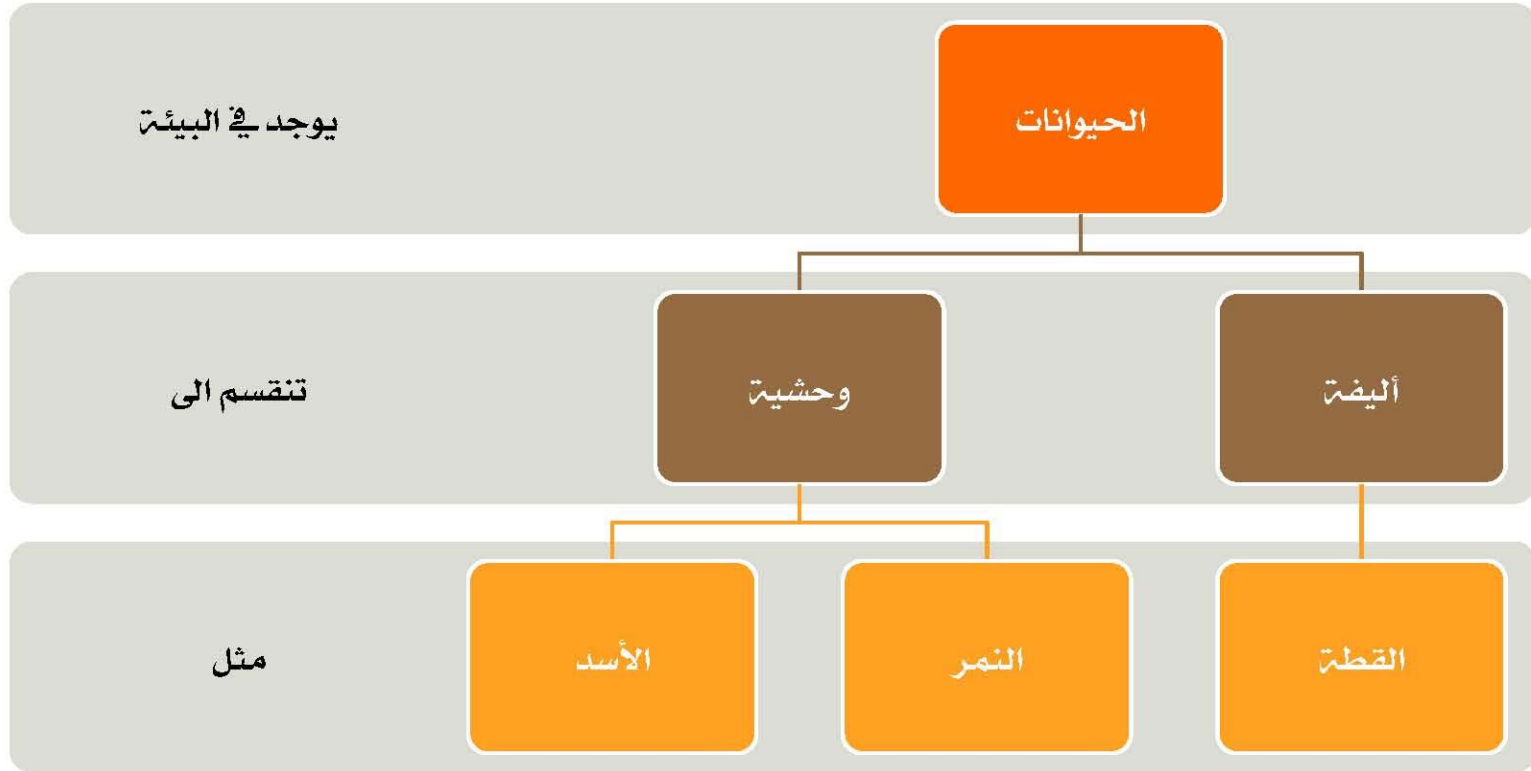 الحيوانات
يوجد في البيئة
أليفة
وحشية
تنقسم الى
القطة
النمر
الأسد
مثل